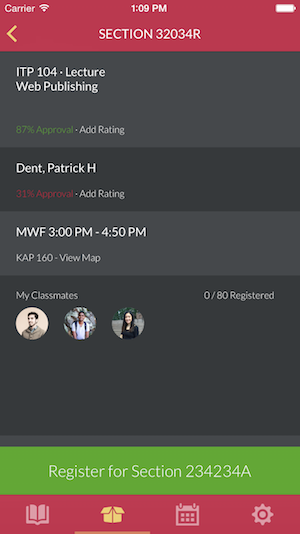 Carrier 1:09 PM
SECTION 32034R
ITP 104 · Lecture
Web Publishing
87% Approval · Add Rating
Dent, Patrick H
31% Approval · Add Rating
MWF 3:00 PM - 4:50 PM
KAP 160 - View Map
My Classmates 0 / 80 Registered
Register for Section 234234A